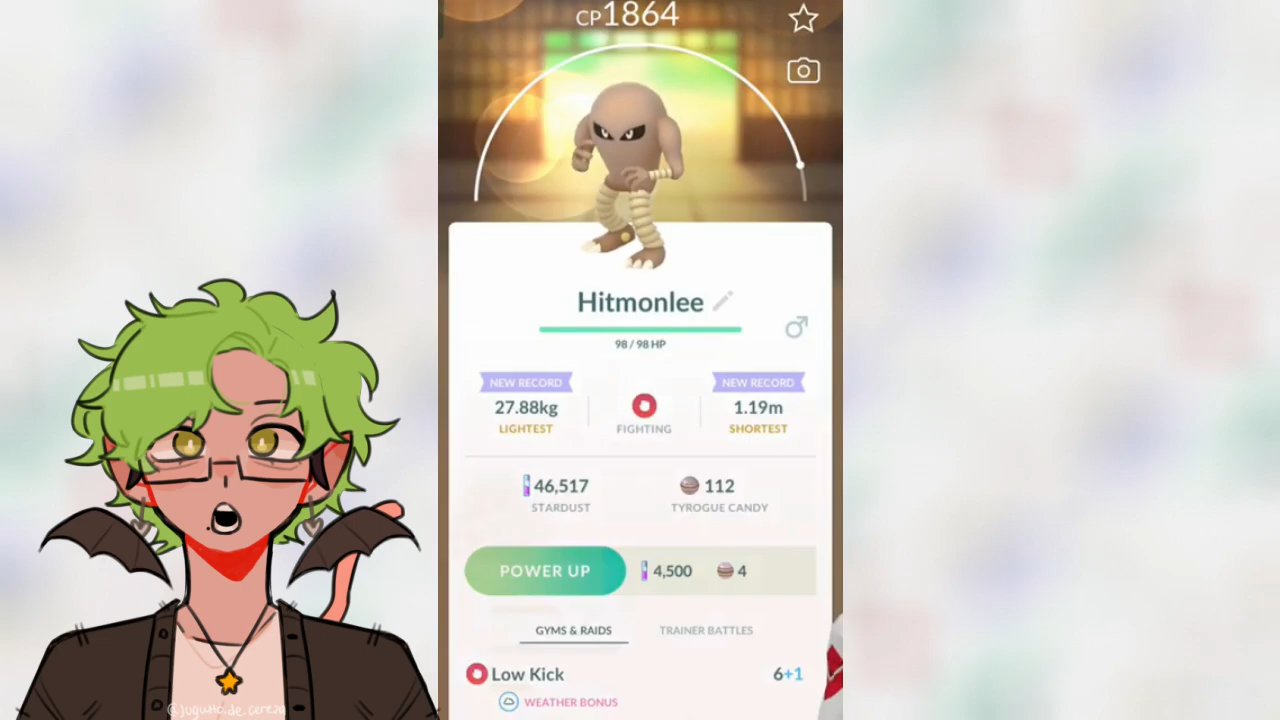 CP1864
Hitmonlee
98 / 98 HP
NEW RECORD
27.88kg
LIGHTEST
FIGHTING
NEW RECORD
1.19m
SHORTEST
46,517
STARDUST
112
TYROGUE CANDY
POWER UP
4,500
4
GYMS & RAIDS
TRAINER BATTLES
Low Kick
6+1
WEATHER BONUS